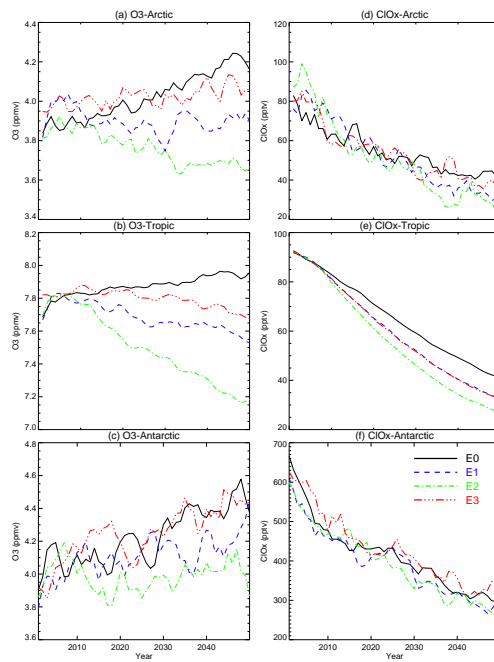 (a) O3-Arctic
4.4
4.2
4.0
3.8
3.6
3.4
O3 (ppmv)
(d) ClOx-Arctic
120
100
80
60
40
20
ClOx (pptv)
(b) O3-Tropic
8.2
8.0
7.8
7.6
7.4
7.2
7.0
O3 (ppmv)
(e) ClOx-Tropic
100
80
60
40
20
ClOx (pptv)
(c) O3-Antarctic
4.8
4.6
4.4
4.2
4.0
3.8
3.6
O3 (ppmv)
2010 2020 2030 2040
Year
(f) ClOx-Antarctic
700
600
500
400
300
200
ClOx (pptv)
E0
E1
E2
E3
2010 2020 2030 2040
Year